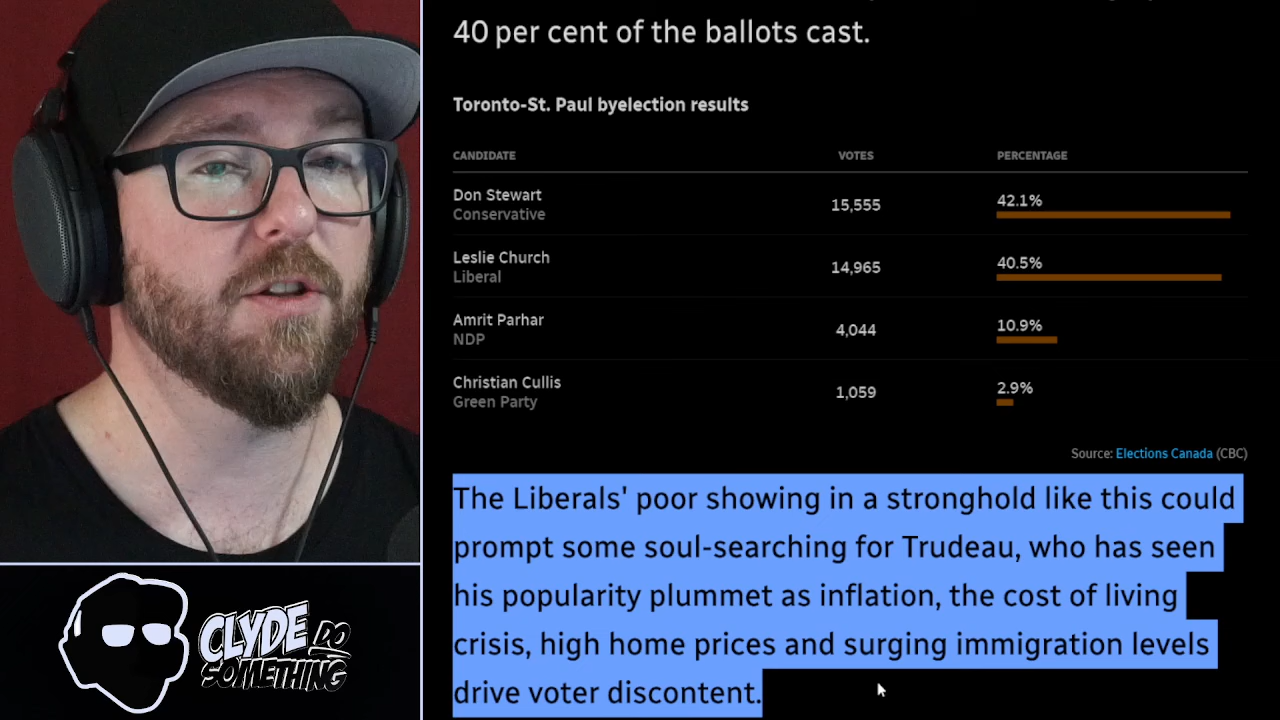 40 per cent of the ballots cast.
Toronto-St. Paul byelection results
CANDIDATE VOTES PERCENTAGE
Don Stewart
Conservative
15,555
42.1%
Leslie Church
Liberal
14,965
40.5%
Amrit Parhar
NDP
4,044
10.9%
Christian Cullis
Green Party
1,059
2.9%
Source: Elections Canada (CBC)
The Liberals' poor showing in a stronghold like this could
prompt some soul-searching for Trudeau, who has seen
his popularity plummet as inflation, the cost of living
crisis, high home prices and surging immigration levels
drive voter discontent.
CLYDE DO
SOMETHING